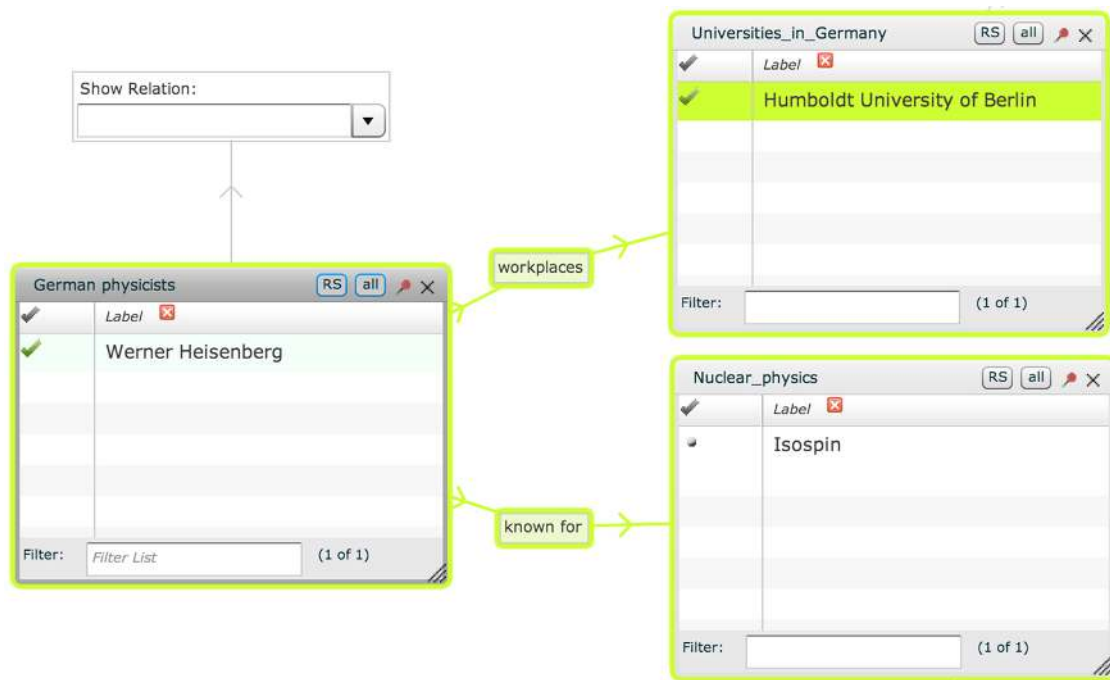 Show Relation:
German physicists RS all
Label
Werner Heisenberg
Filter: Filter List (1 of 1)
workplaces
known for
Universities_in_Germany RS all
Label
Humboldt University of Berlin
Filter: (1 of 1)
Nuclear_physics RS all
Label
Isospin
Filter: (1 of 1)